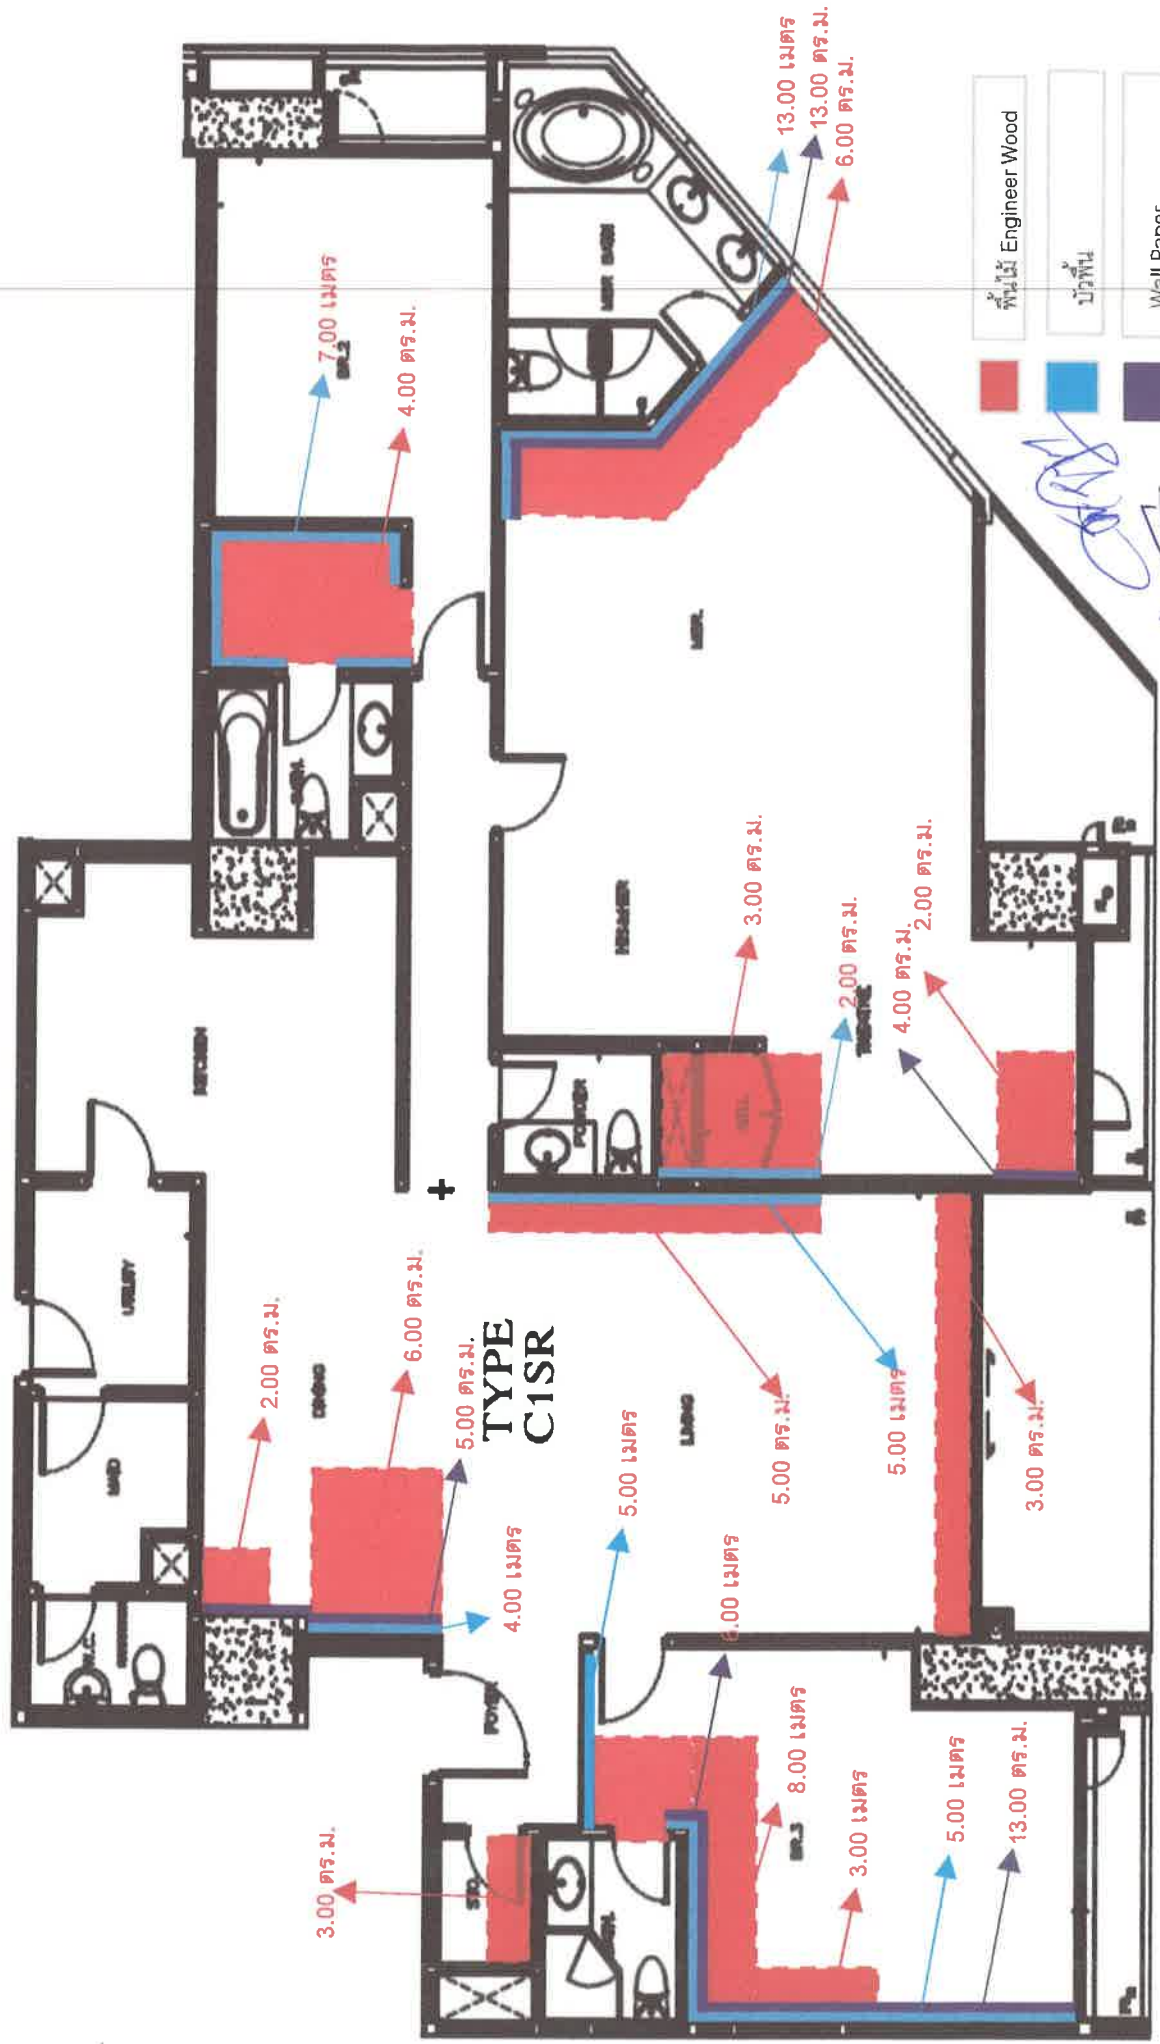 3.00 ตร.ม.
STO.
FOYER
W.C.
MAID
UTILITY
KITCHEN
DINING
2.00 ตร.ม.
6.00 ตร.ม.
5.00 ตร.ม.
4.00 เมตร
TYPE
C1SR
LIVING
5.00 เมตร
5.00 ตร.ม.
5.00 เมตร
3.00 ตร.ม.
6.00 เมตร
8.00 เมตร
BR.3
3.00 เมตร
5.00 เมตร
13.00 ตร.ม.
POWDER
3.00 ตร.ม.
2.00 ตร.ม.
4.00 ตร.ม.
2.00 ตร.ม.
MBR.
7.00 เมตร
BR.2
4.00 ตร.ม.
MBR BATH
13.00 เมตร
13.00 ตร.ม.
6.00 ตร.ม.
พื้นไม้ Engineer Wood
บัวพื้น
Wall Paper